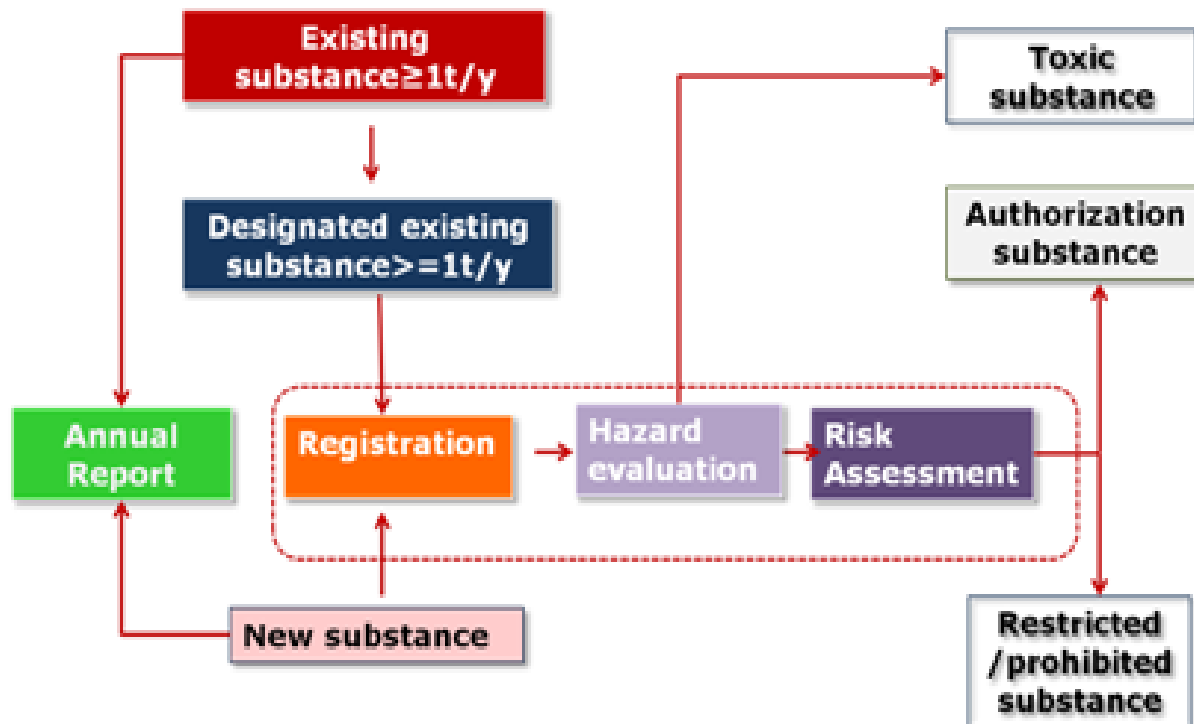 Existing
substance≥1t/y
Toxic
substance
Designated existing
substance>=1t/y
Authorization
substance
Annual
Report
Registration
Hazard
evaluation
Risk
Assessment
New substance
Restricted
/prohibited
substance